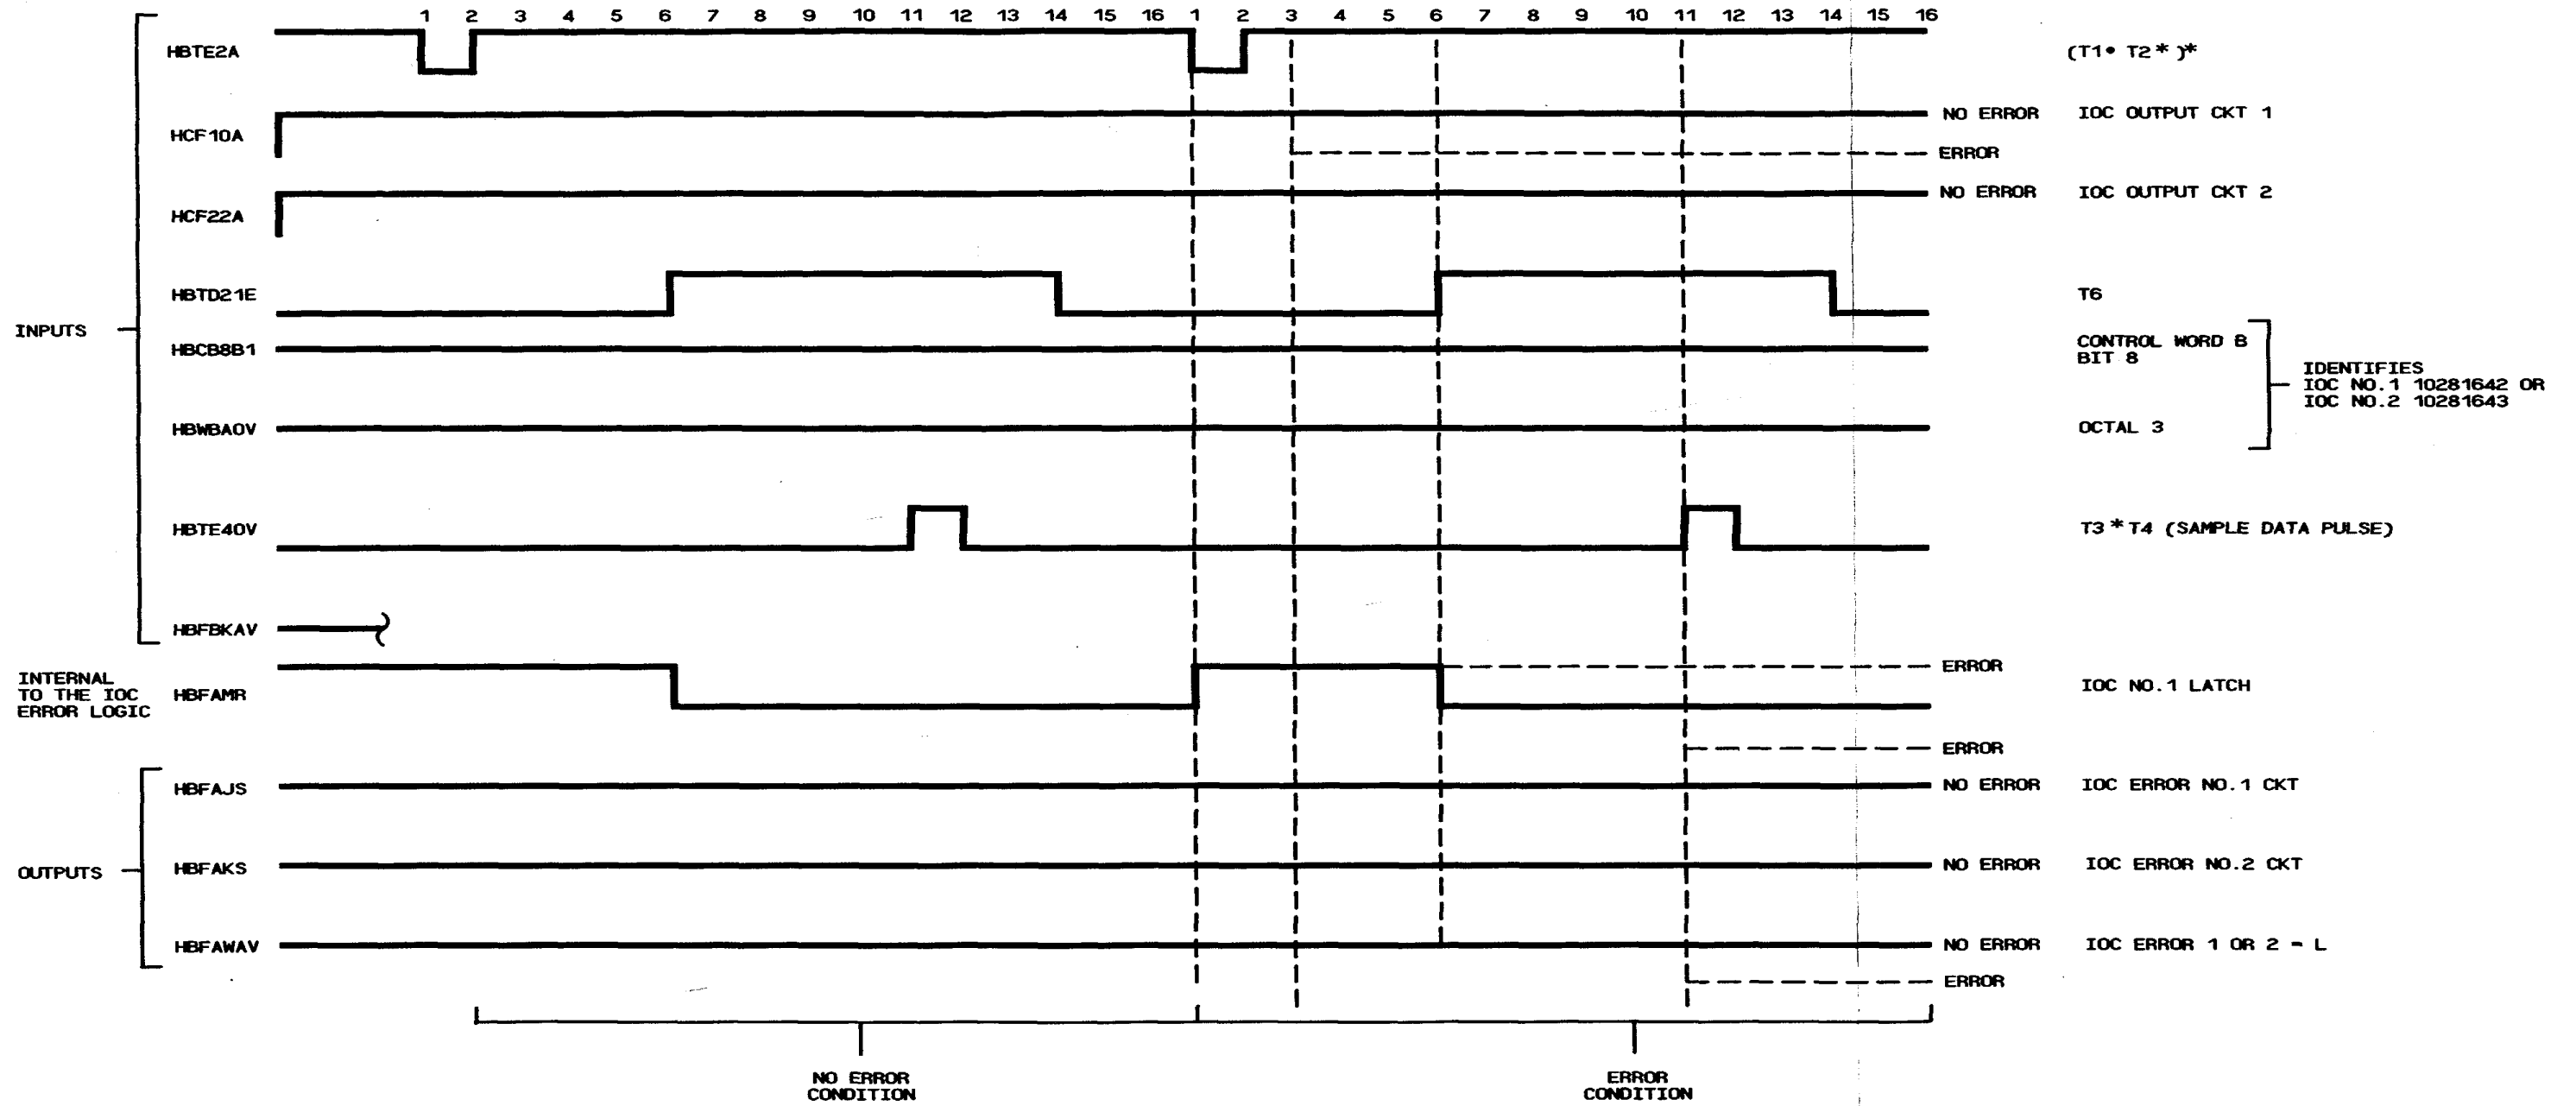 1 2 3 4 5 6 7 8 9 10 11 12 13 14 15 16 1 2 3 4 5 6 7 8 9 10 11 12 13 14 15 16
HBTE2A (T1• T2*)*
HCF10A NO ERROR IOC OUTPUT CKT 1
ERROR
HCF22A NO ERROR IOC OUTPUT CKT 2
HBTD21E T6
INPUTS
HBCB8B1 CONTROL WORD B
BIT 8
IDENTIFIES
IOC NO.1 10281642 OR
IOC NO.2 10281643
HBWBAOV OCTAL 3
HBTE40V T3*T4 (SAMPLE DATA PULSE)
HBFBKAV
ERROR
INTERNAL
TO THE IOC
ERROR LOGIC
HBFAMR IOC NO.1 LATCH
ERROR
HBFAJS NO ERROR IOC ERROR NO.1 CKT
OUTPUTS
HBFAKS NO ERROR IOC ERROR NO.2 CKT
HBFAWAV NO ERROR IOC ERROR 1 OR 2 = L
ERROR
NO ERROR
CONDITION
ERROR
CONDITION